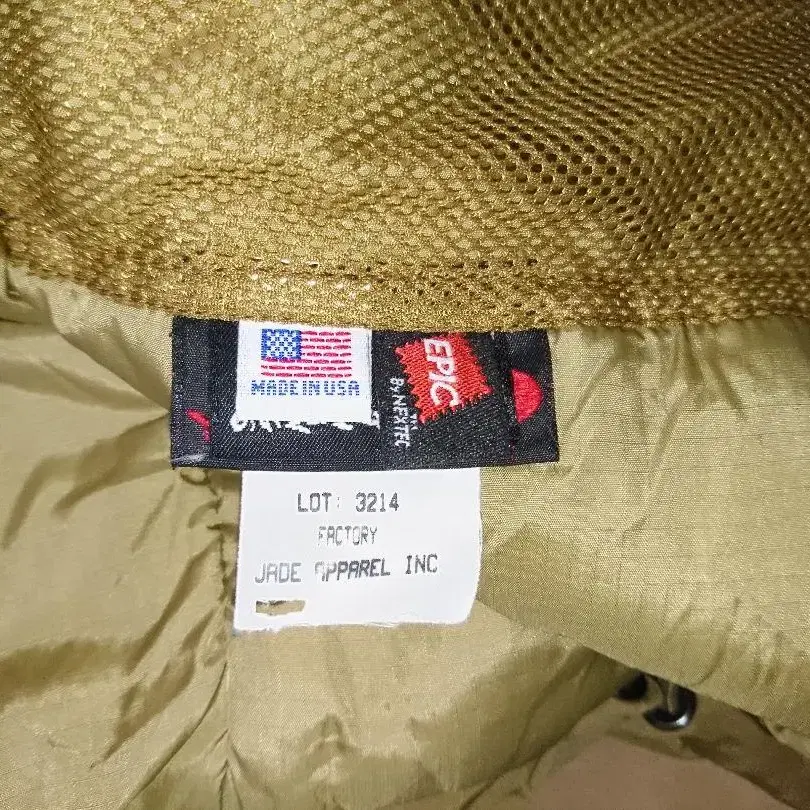 MADE IN USA
EPIC
By NEXTEC
LOT: 3214
FACTORY
JADE APPAREL INC